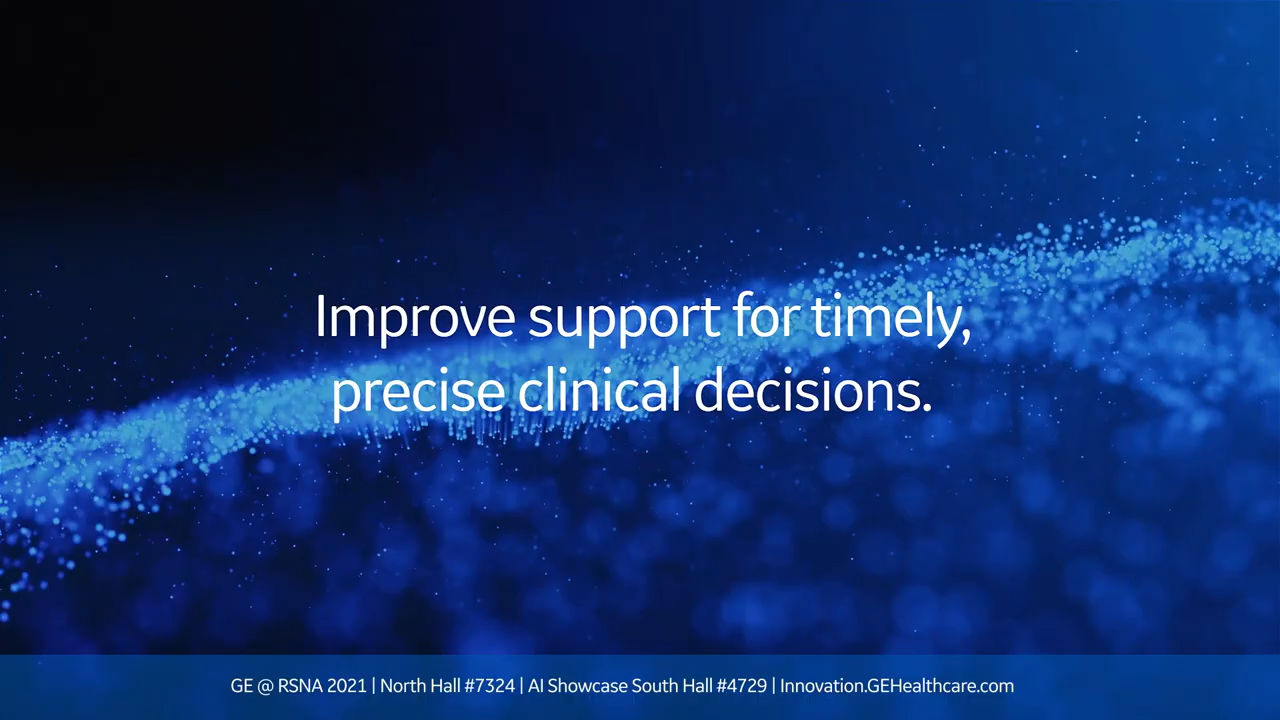 Improve support for timely,
precise clinical decisions.
GE @ RSNA 2021 | North Hall #7324 | AI Showcase South Hall #4729 | Innovation.GEHealthcare.com